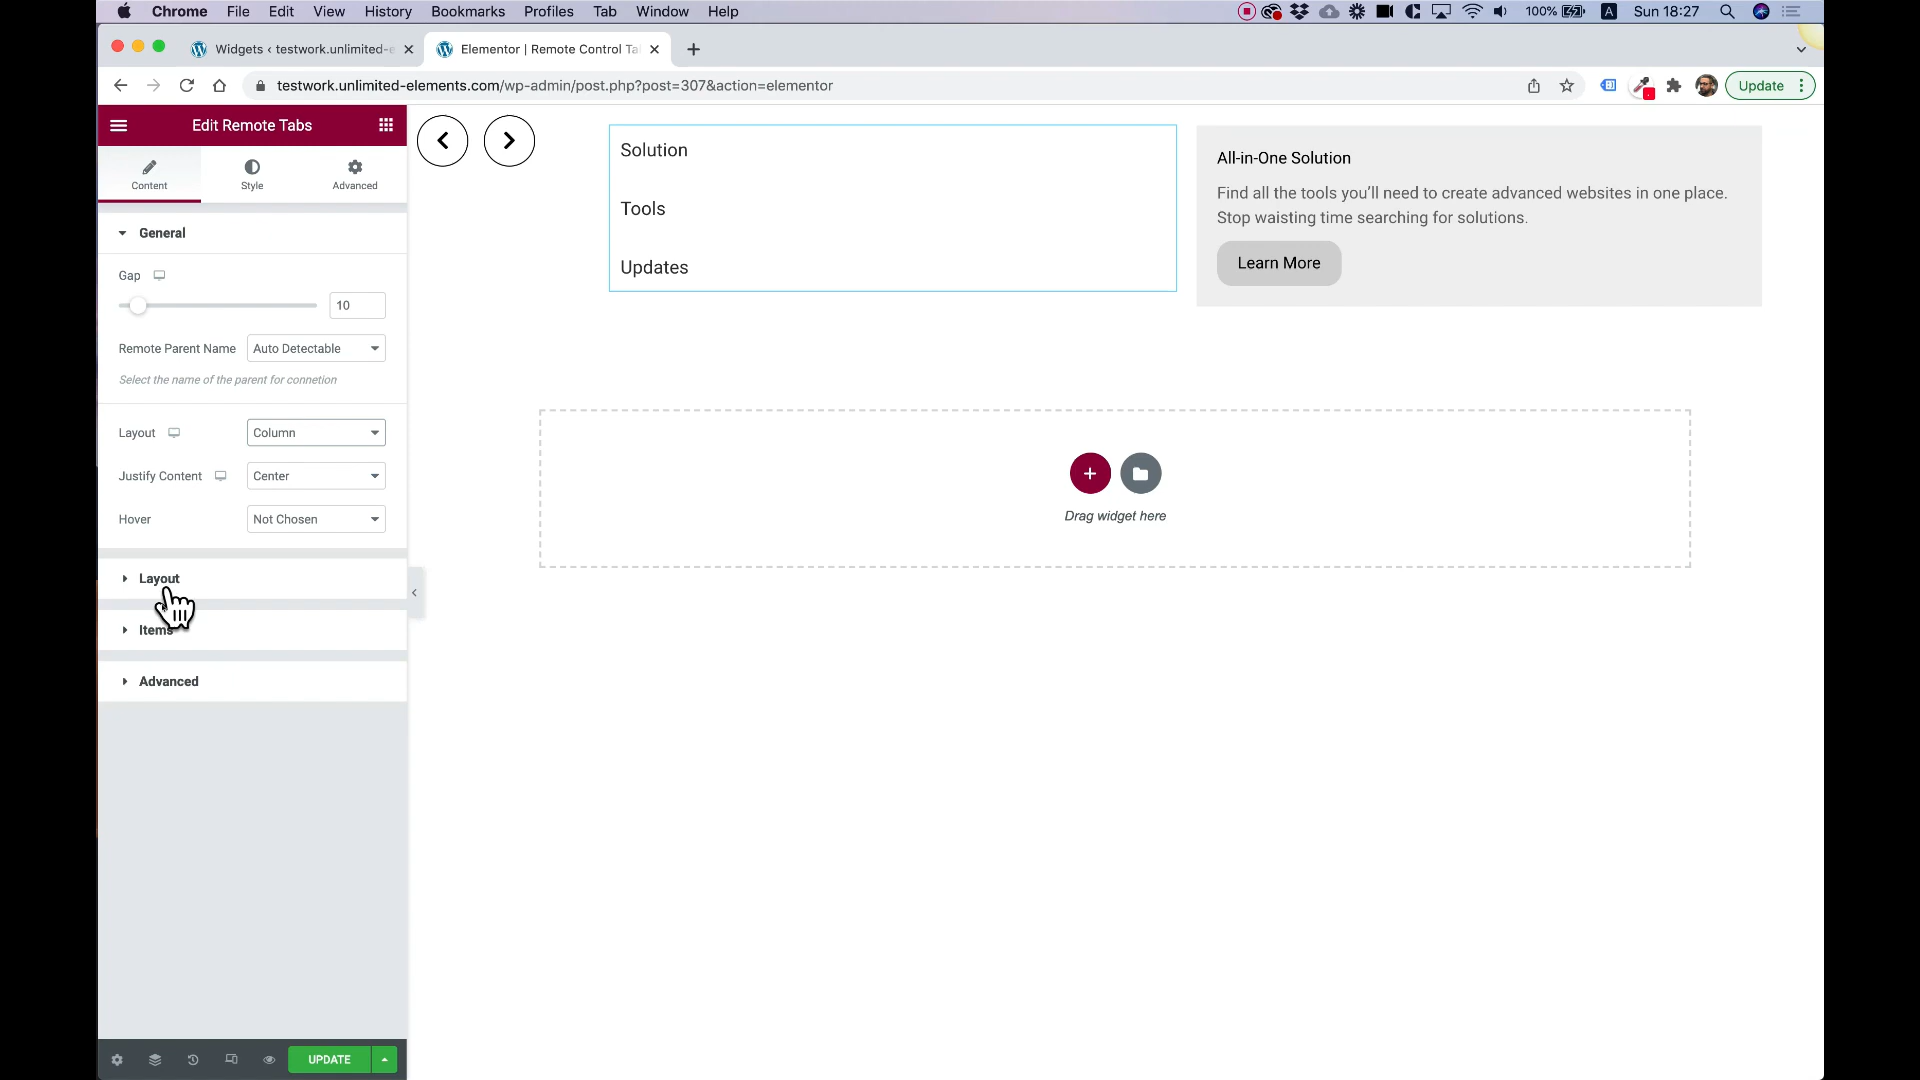 Chrome File Edit View History Bookmarks Profiles Tab Window Help
100% A Sun 18:27
Widgets ‹ testwork.unlimited-e
Elementor | Remote Control Ta
testwork.unlimited-elements.com/wp-admin/post.php?post=307&action=elementor
Update
Edit Remote Tabs
Content Style Advanced
General
Gap
10
Remote Parent Name Auto Detectable
Select the name of the parent for connetion
Layout Column
Justify Content Center
Hover Not Chosen
Layout
Items
Advanced
UPDATE
Solution
Tools
Updates
All-in-One Solution
Find all the tools you’ll need to create advanced websites in one place.
Stop waisting time searching for solutions.
Learn More
Drag widget here